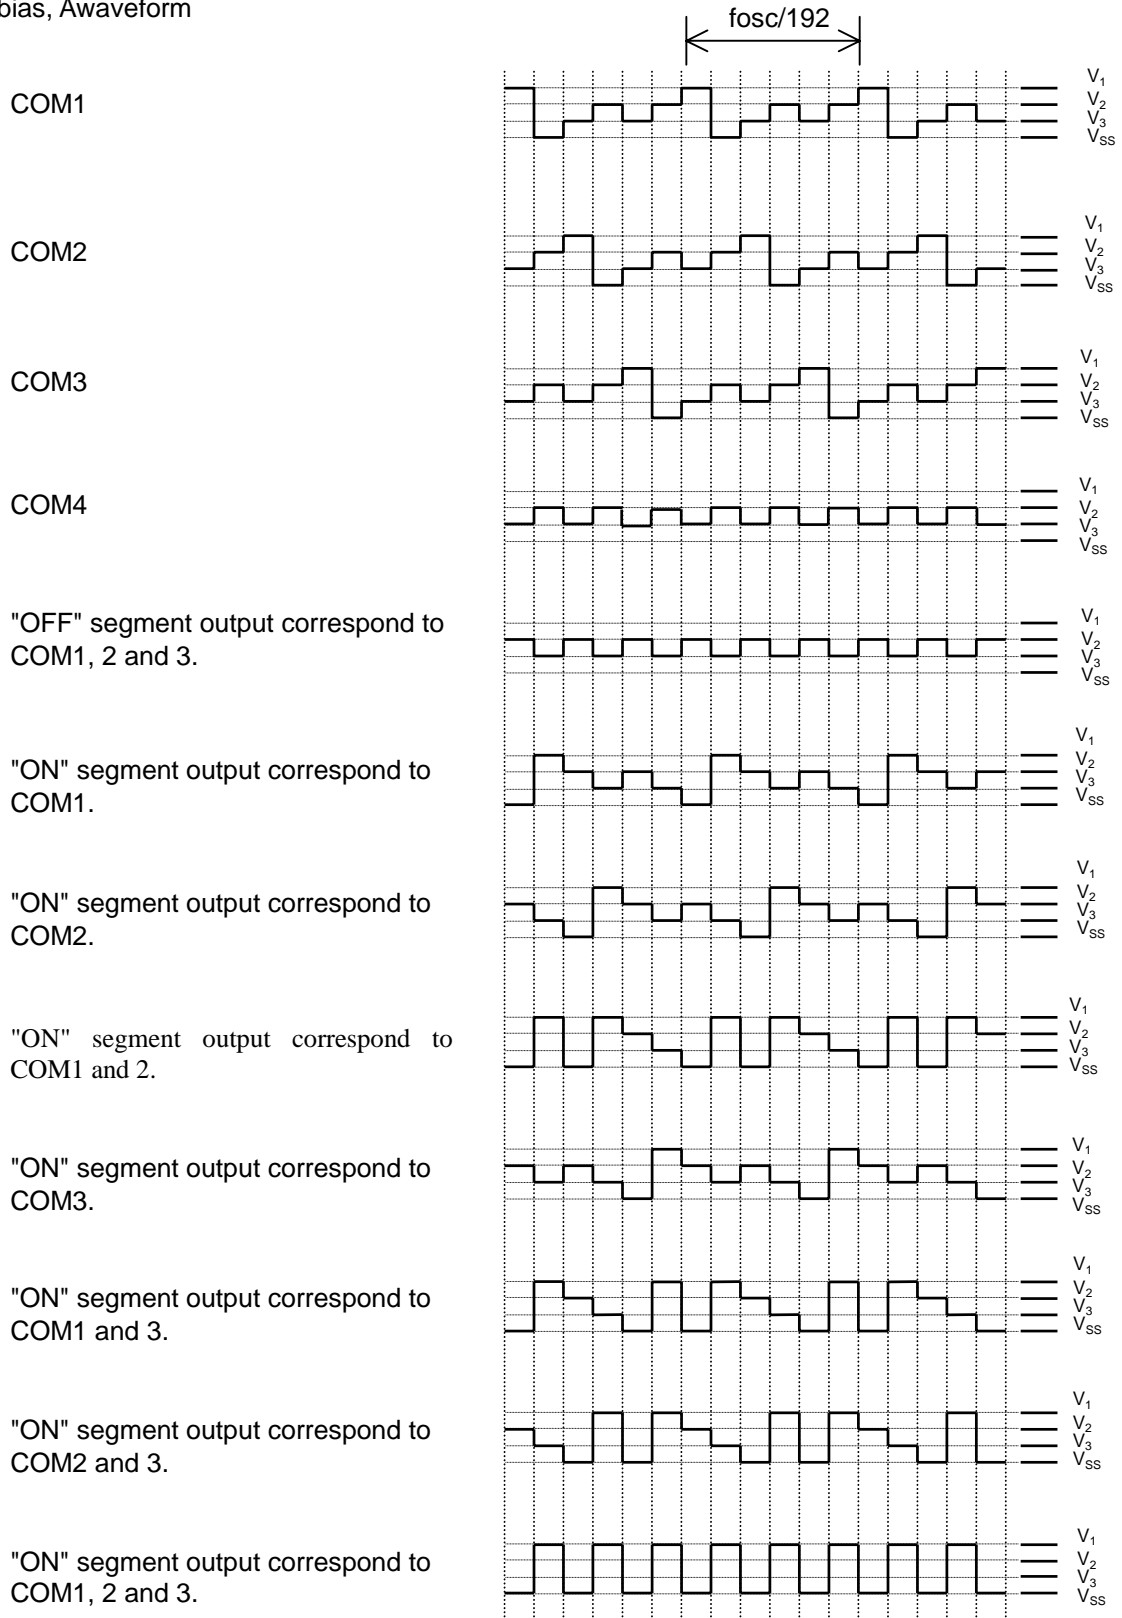 bias, Awaveform
fosc/192
COM1
V1
V2
V3
VSS
COM2
V1
V2
V3
VSS
COM3
V1
V2
V3
VSS
COM4
V1
V2
V3
VSS
"OFF" segment output correspond to
COM1, 2 and 3.
V1
V2
V3
VSS
"ON" segment output correspond to
COM1.
V1
V2
V3
VSS
"ON" segment output correspond to
COM2.
V1
V2
V3
VSS
"ON" segment output correspond to
COM1 and 2.
V1
V2
V3
VSS
"ON" segment output correspond to
COM3.
V1
V2
V3
VSS
"ON" segment output correspond to
COM1 and 3.
V1
V2
V3
VSS
"ON" segment output correspond to
COM2 and 3.
V1
V2
V3
VSS
"ON" segment output correspond to
COM1, 2 and 3.
V1
V2
V3
VSS